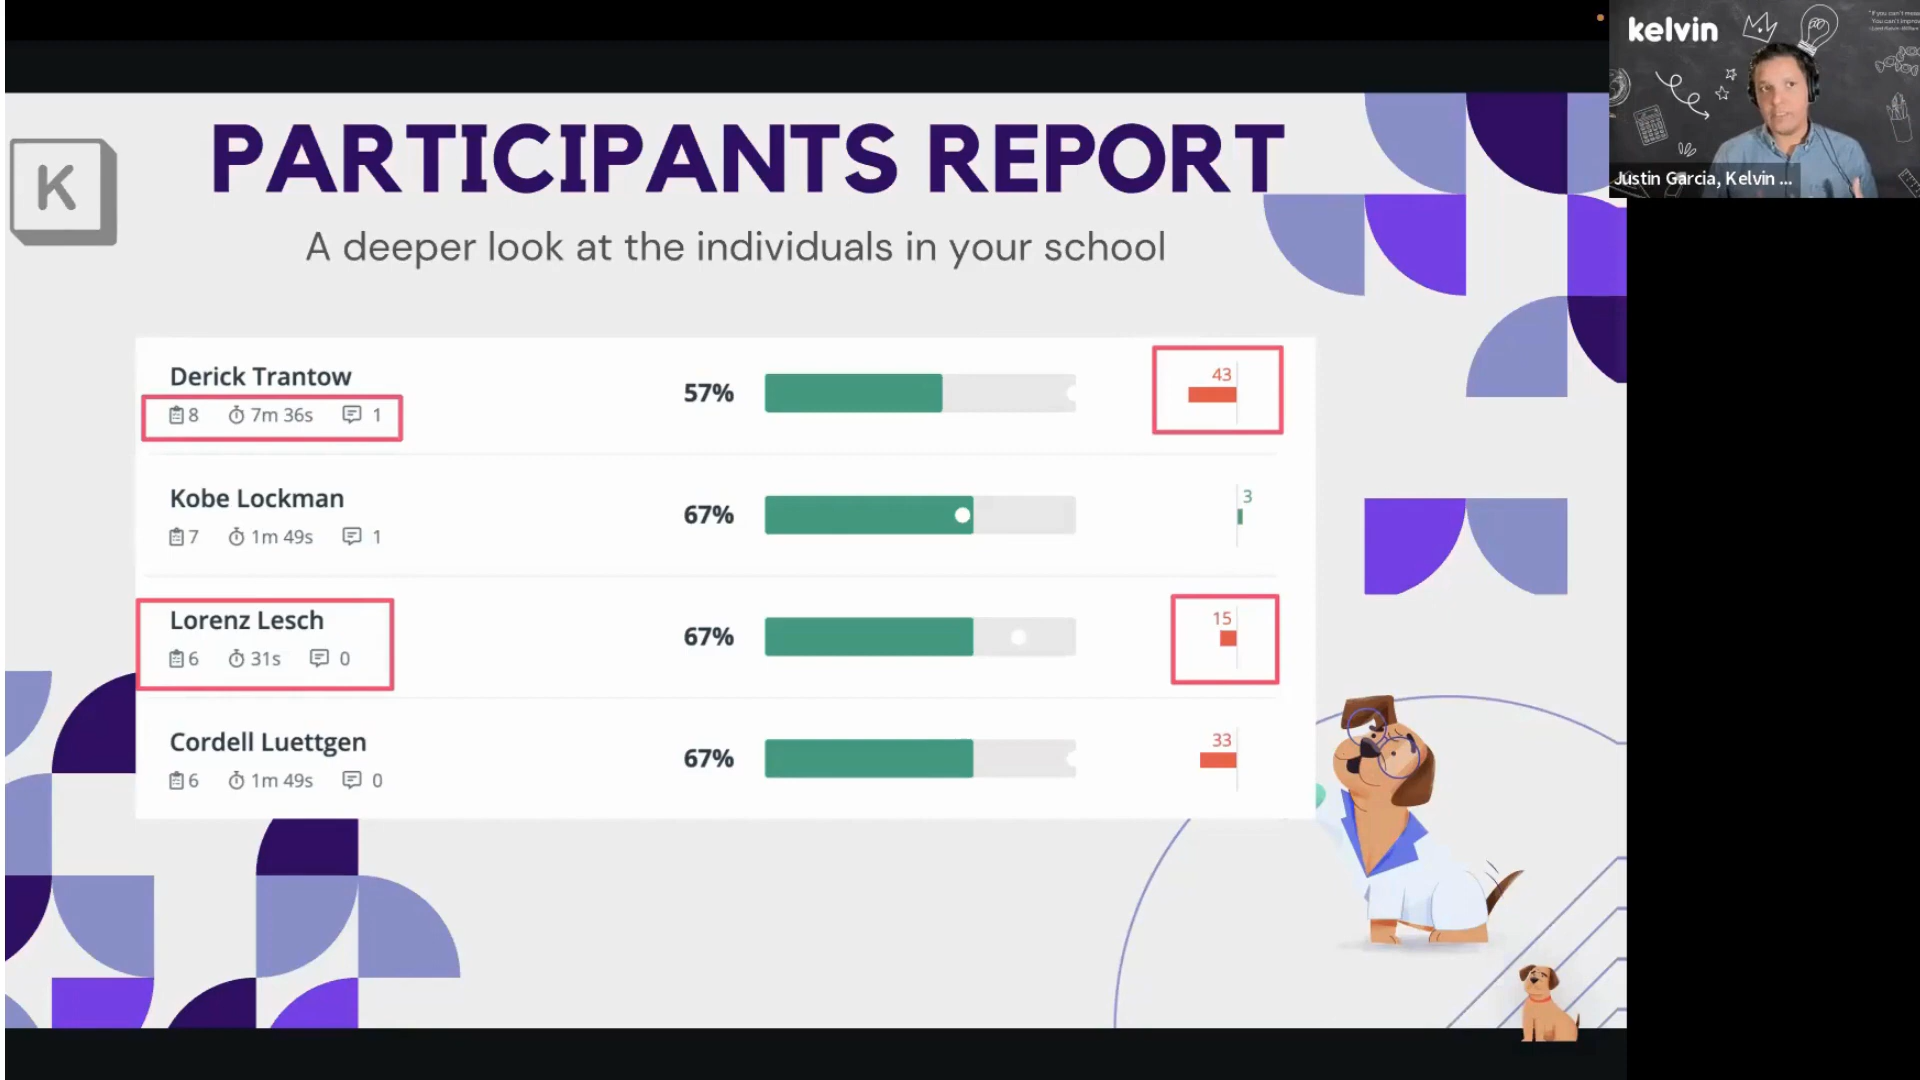 kelvin
Justin Garcia, Kelvin ...
K
PARTICIPANTS REPORT
A deeper look at the individuals in your school
Derick Trantow
8 7m 36s 1
57%
43
Kobe Lockman
7 1m 49s 1
67%
3
Lorenz Lesch
6 31s 0
67%
15
Cordell Luettgen
6 1m 49s 0
67%
33